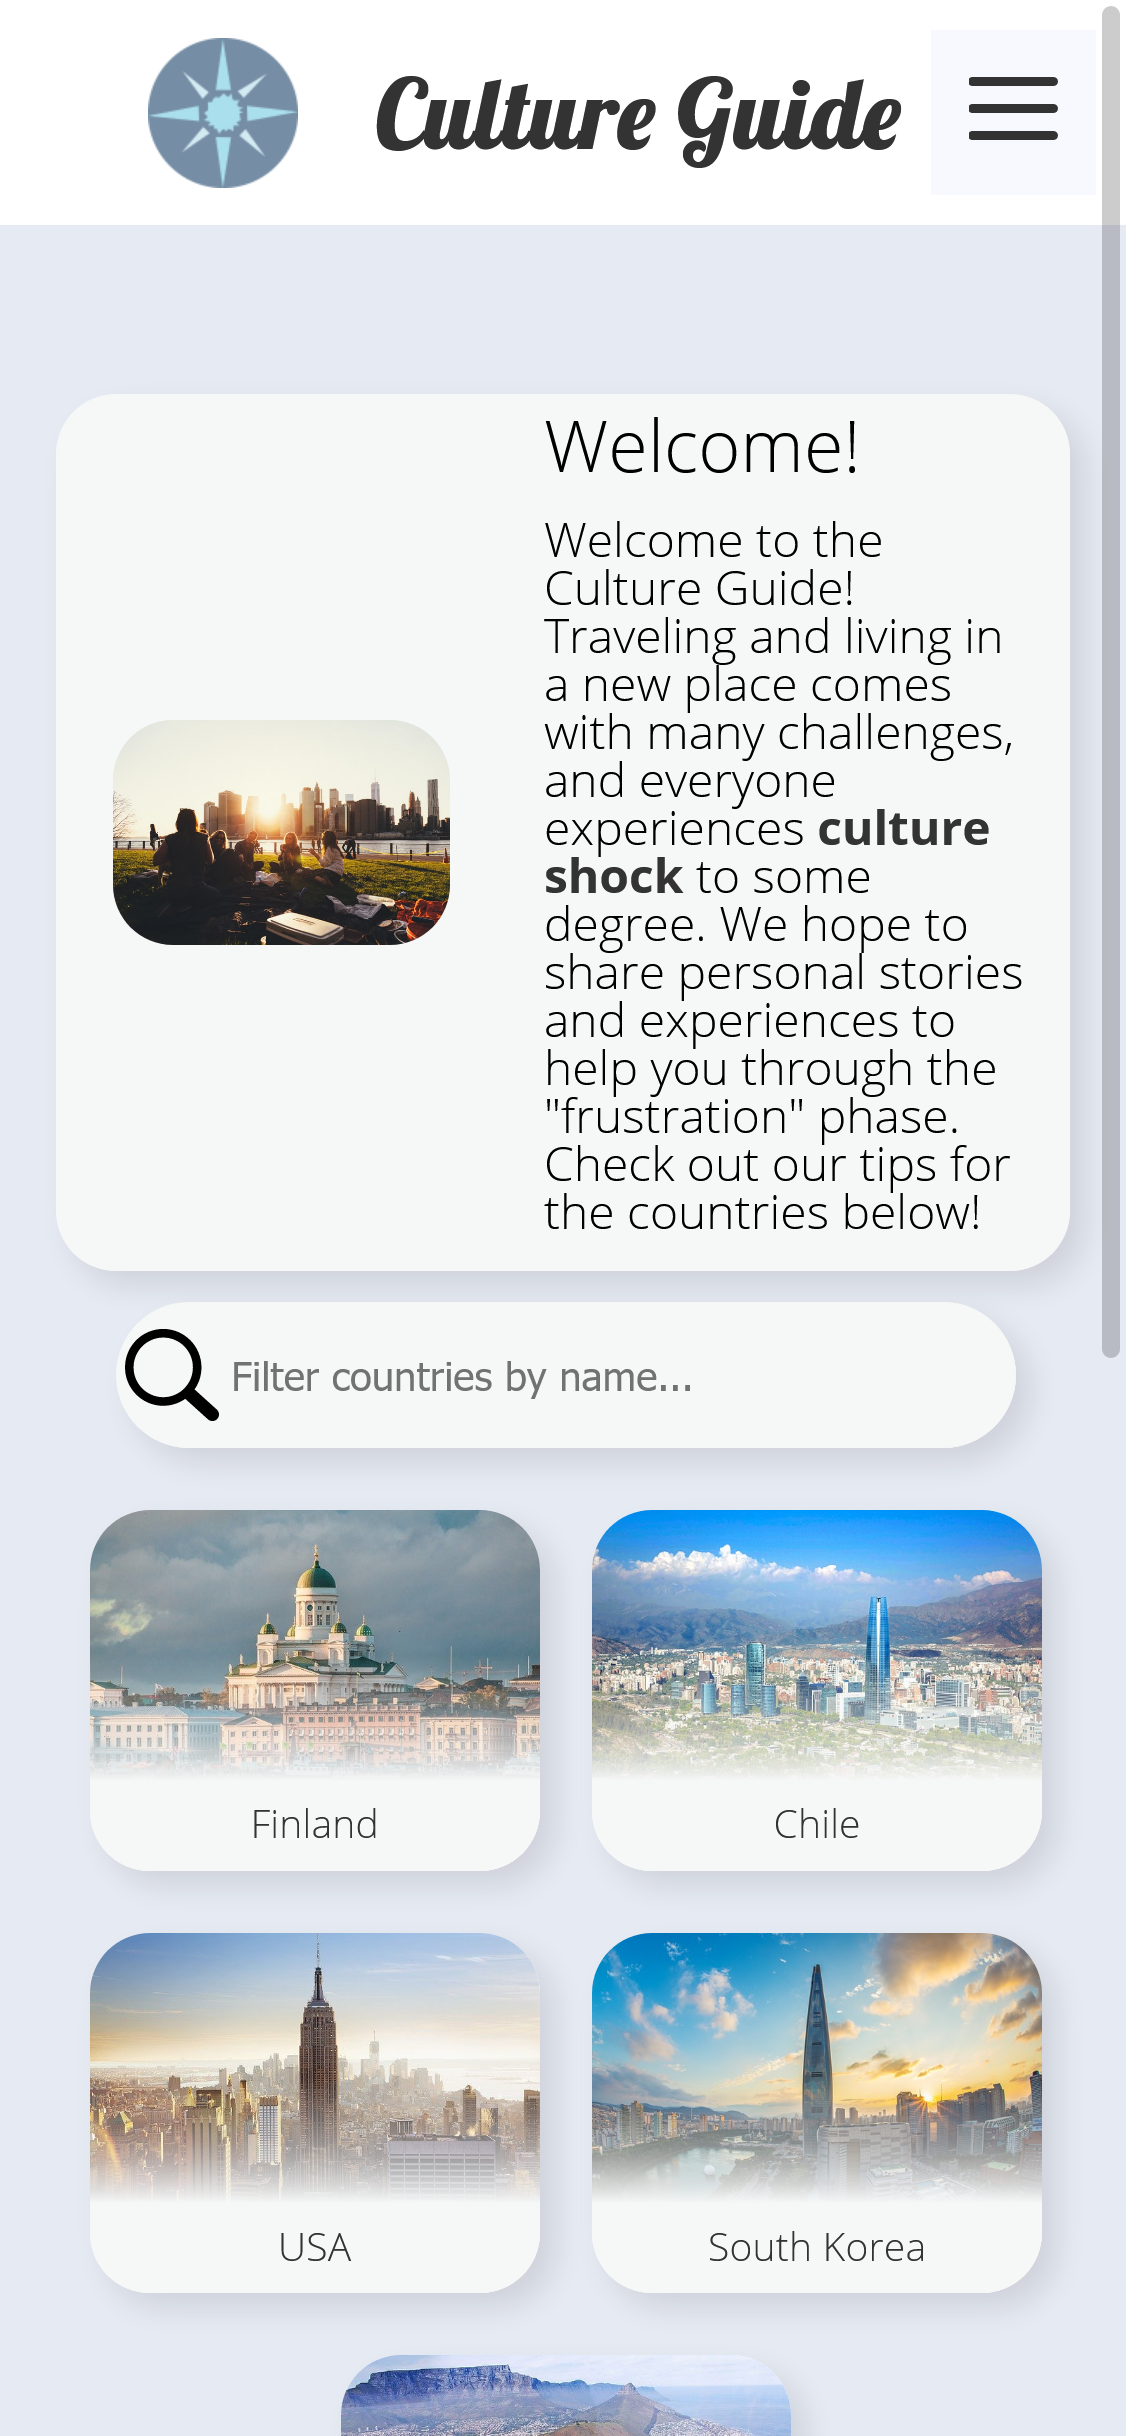 Culture Guide
Welcome!
Welcome to the
Culture Guide!
Traveling and living in
a new place comes
with many challenges,
and everyone
experiences culture
shock to some
degree. We hope to
share personal stories
and experiences to
help you through the
"frustration" phase.
Check out our tips for
the countries below!
Filter countries by name...
Finland
Chile
USA
South Korea